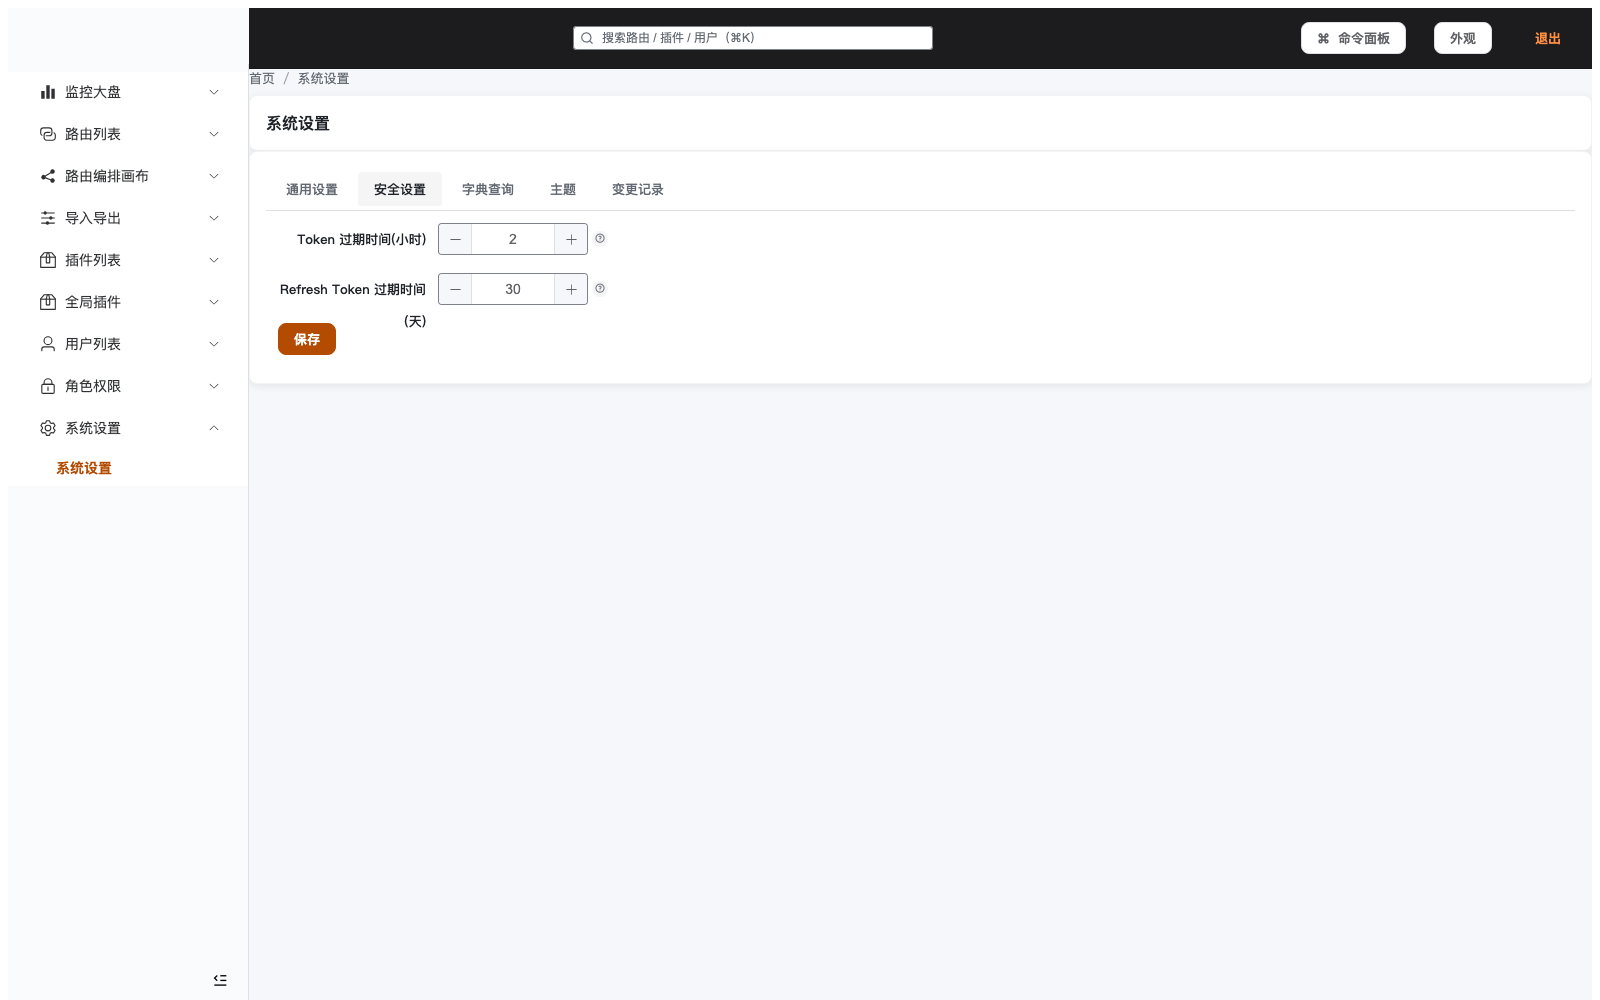 搜索路由 / 插件 / 用户（⌘K）
⌘ 命令面板
外观
退出
监控大盘
路由列表
路由编排画布
导入导出
插件列表
全局插件
用户列表
角色权限
系统设置
系统设置
首页 / 系统设置
系统设置
通用设置
安全设置
字典查询
主题
变更记录
Token 过期时间(小时)
2
Refresh Token 过期时间
(天)
30
保存